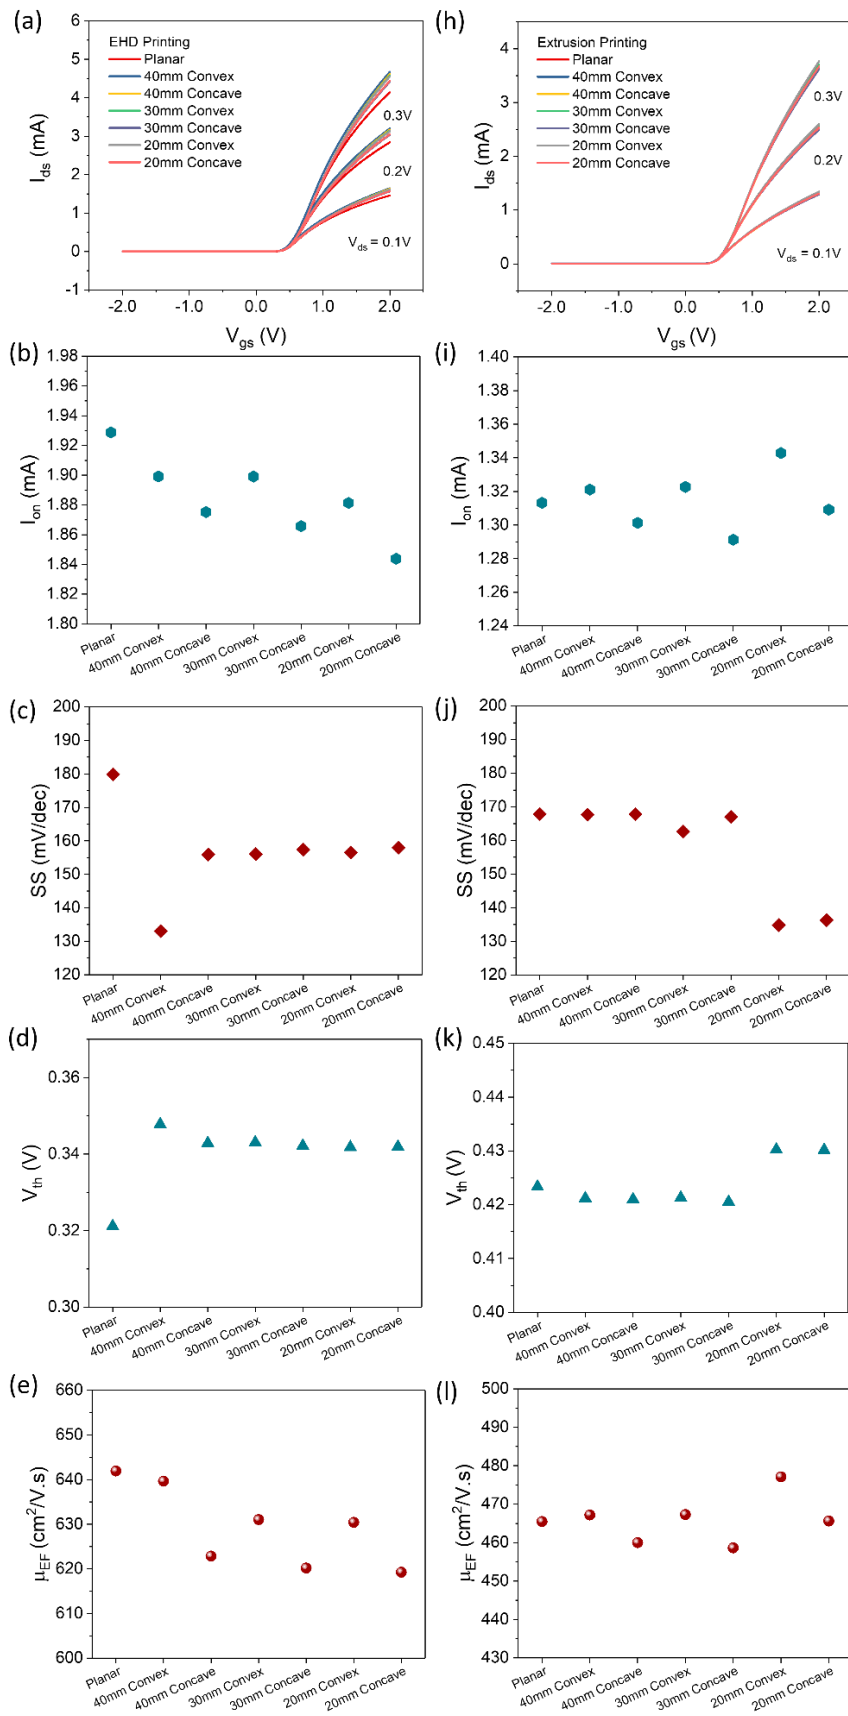 (a)
EHD Printing
Planar
40mm Convex
40mm Concave
30mm Convex
30mm Concave
20mm Convex
20mm Concave
0.3V
0.2V
Vds = 0.1V
6
5
4
3
2
1
0
-1
Ids (mA)
-2.0
-1.0
0.0
1.0
2.0
Vgs (V)
(h)
Extrusion Printing
Planar
40mm Convex
40mm Concave
30mm Convex
30mm Concave
20mm Convex
20mm Concave
0.3V
0.2V
Vds = 0.1V
4
3
2
1
0
Ids (mA)
-2.0
-1.0
0.0
1.0
2.0
Vgs (V)
(b)
1.98
1.96
1.94
1.92
1.90
1.88
1.86
1.84
1.82
1.80
Ion (mA)
Planar
40mm Convex
40mm Concave
30mm Convex
30mm Concave
20mm Convex
20mm Concave
(i)
1.40
1.38
1.36
1.34
1.32
1.30
1.28
1.26
1.24
Ion (mA)
Planar
40mm Convex
40mm Concave
30mm Convex
30mm Concave
20mm Convex
20mm Concave
(c)
200
190
180
170
160
150
140
130
120
SS (mV/dec)
Planar
40mm Convex
40mm Concave
30mm Convex
30mm Concave
20mm Convex
20mm Concave
(j)
200
190
180
170
160
150
140
130
120
SS (mV/dec)
Planar
40mm Convex
40mm Concave
30mm Convex
30mm Concave
20mm Convex
20mm Concave
(d)
0.36
0.34
0.32
0.30
Vth (V)
Planar
40mm Convex
40mm Concave
30mm Convex
30mm Concave
20mm Convex
20mm Concave
(k)
0.45
0.44
0.43
0.42
0.41
0.40
Vth (V)
Planar
40mm Convex
40mm Concave
30mm Convex
30mm Concave
20mm Convex
20mm Concave
(e)
660
650
640
630
620
610
600
μEF (cm²/V.s)
Planar
40mm Convex
40mm Concave
30mm Convex
30mm Concave
20mm Convex
20mm Concave
(l)
500
490
480
470
460
450
440
430
μEF (cm²/V.s)
Planar
40mm Convex
40mm Concave
30mm Convex
30mm Concave
20mm Convex
20mm Concave